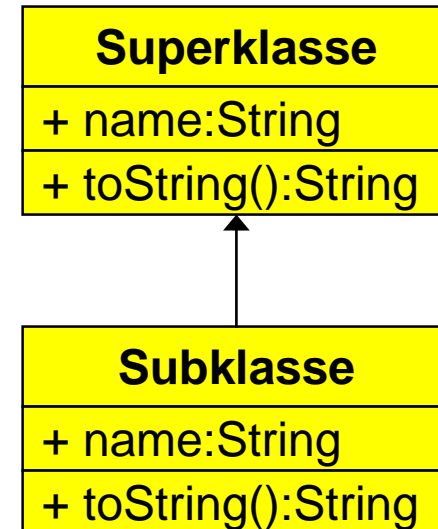 Superklasse
+ name:String
+ toString():String
Subklasse
+ name:String
+ toString():String